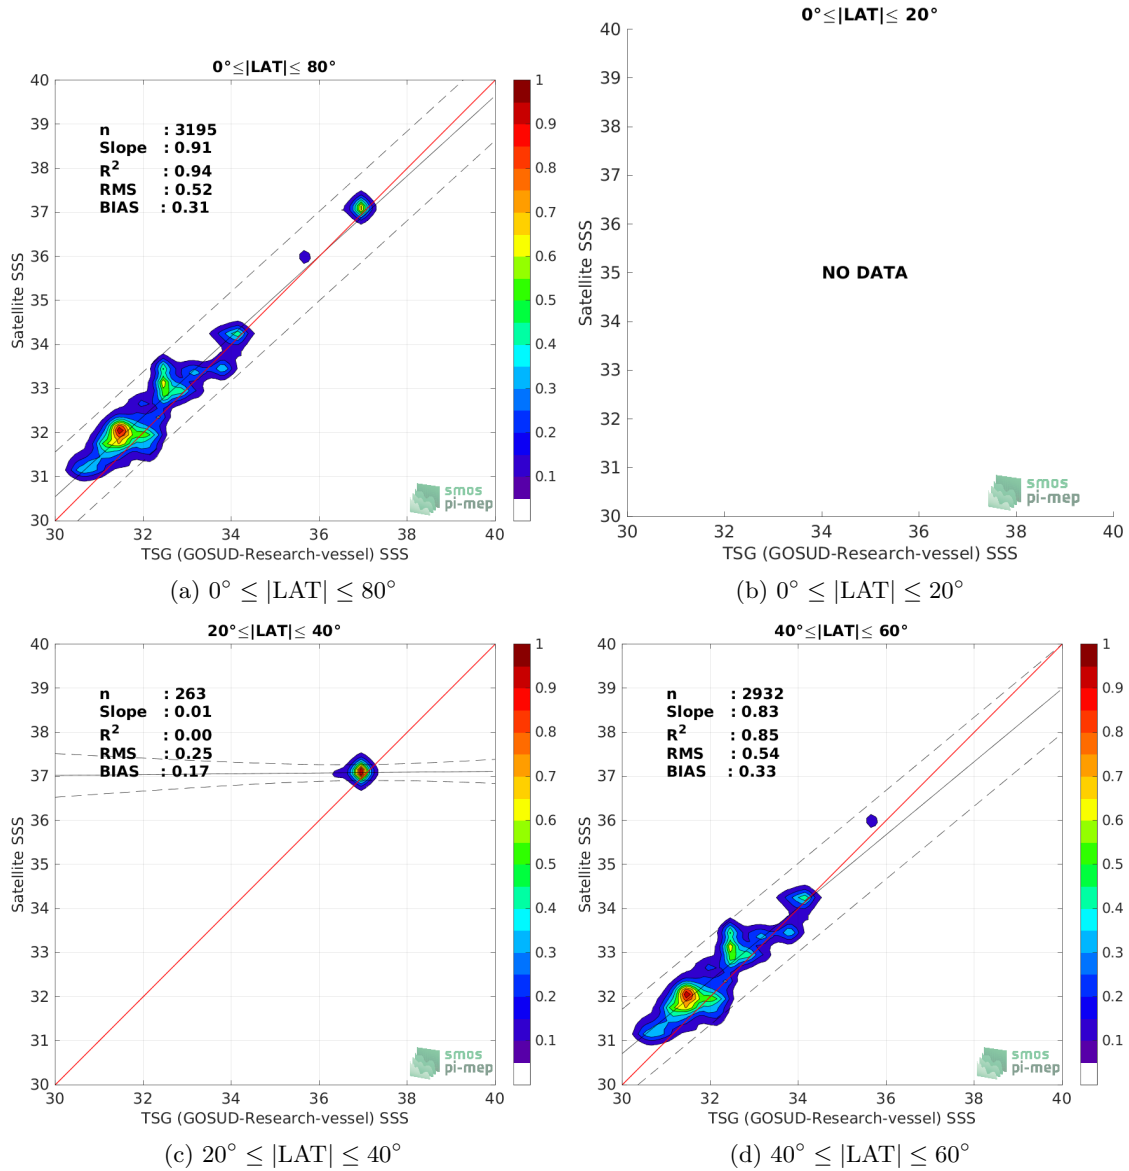 0°≤|LAT|≤ 80°
40
39
38
37
36
35
34
33
32
31
30
Satellite SSS
n : 3195
Slope : 0.91
R² : 0.94
RMS : 0.52
BIAS : 0.31
smos
pi-mep
30 32 34 36 38 40
TSG (GOSUD-Research-vessel) SSS
1
0.9
0.8
0.7
0.6
0.5
0.4
0.3
0.2
0.1
(a) 0° ≤ |LAT| ≤ 80°
0°≤|LAT|≤ 20°
40
39
38
37
36
35
34
33
32
31
30
Satellite SSS
NO DATA
smos
pi-mep
30 32 34 36 38 40
TSG (GOSUD-Research-vessel) SSS
(b) 0° ≤ |LAT| ≤ 20°
20°≤|LAT|≤ 40°
40
39
38
37
36
35
34
33
32
31
30
Satellite SSS
n : 263
Slope : 0.01
R² : 0.00
RMS : 0.25
BIAS : 0.17
smos
pi-mep
30 32 34 36 38 40
TSG (GOSUD-Research-vessel) SSS
1
0.9
0.8
0.7
0.6
0.5
0.4
0.3
0.2
0.1
(c) 20° ≤ |LAT| ≤ 40°
40°≤|LAT|≤ 60°
40
39
38
37
36
35
34
33
32
31
30
Satellite SSS
n : 2932
Slope : 0.83
R² : 0.85
RMS : 0.54
BIAS : 0.33
smos
pi-mep
30 32 34 36 38 40
TSG (GOSUD-Research-vessel) SSS
1
0.9
0.8
0.7
0.6
0.5
0.4
0.3
0.2
0.1
(d) 40° ≤ |LAT| ≤ 60°